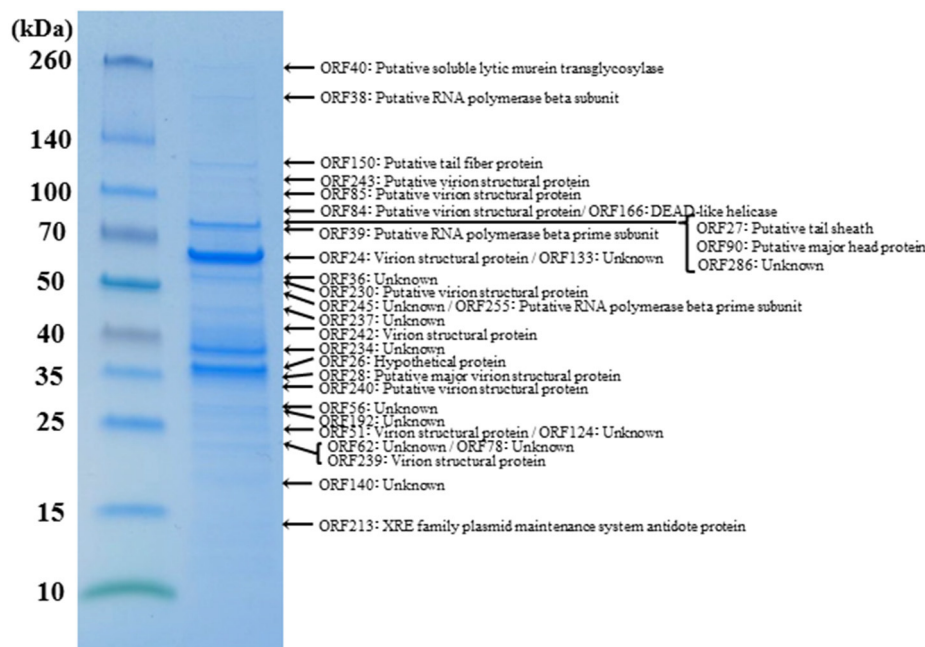 (kDa)
260
140
100
70
50
40
35
25
15
10
ORF40: Putative soluble lytic murein transglycosylase
ORF38: Putative RNA polymerase beta subunit
ORF150: Putative tail fiber protein
ORF243: Putative virion structural protein
ORF85: Putative virion structural protein
ORF84: Putative virion structural protein/ ORF166: DEAD-like helicase
ORF27: Putative tail sheath
ORF90: Putative major head protein
ORF286: Unknown
ORF39: Putative RNA polymerase beta prime subunit
ORF24: Virion structural protein / ORF133: Unknown
ORF36: Unknown
ORF230: Putative virion structural protein
ORF245: Unknown / ORF255: Putative RNA polymerase beta prime subunit
ORF237: Unknown
ORF242: Virion structural protein
ORF234: Unknown
ORF26: Hypothetical protein
ORF28: Putative major virion structural protein
ORF240: Putative virion structural protein
ORF56: Unknown
ORF192: Unknown
ORF51: Virion structural protein / ORF124: Unknown
ORF62: Unknown / ORF78: Unknown
ORF239: Virion structural protein
ORF140: Unknown
ORF213: XRE family plasmid maintenance system antidote protein